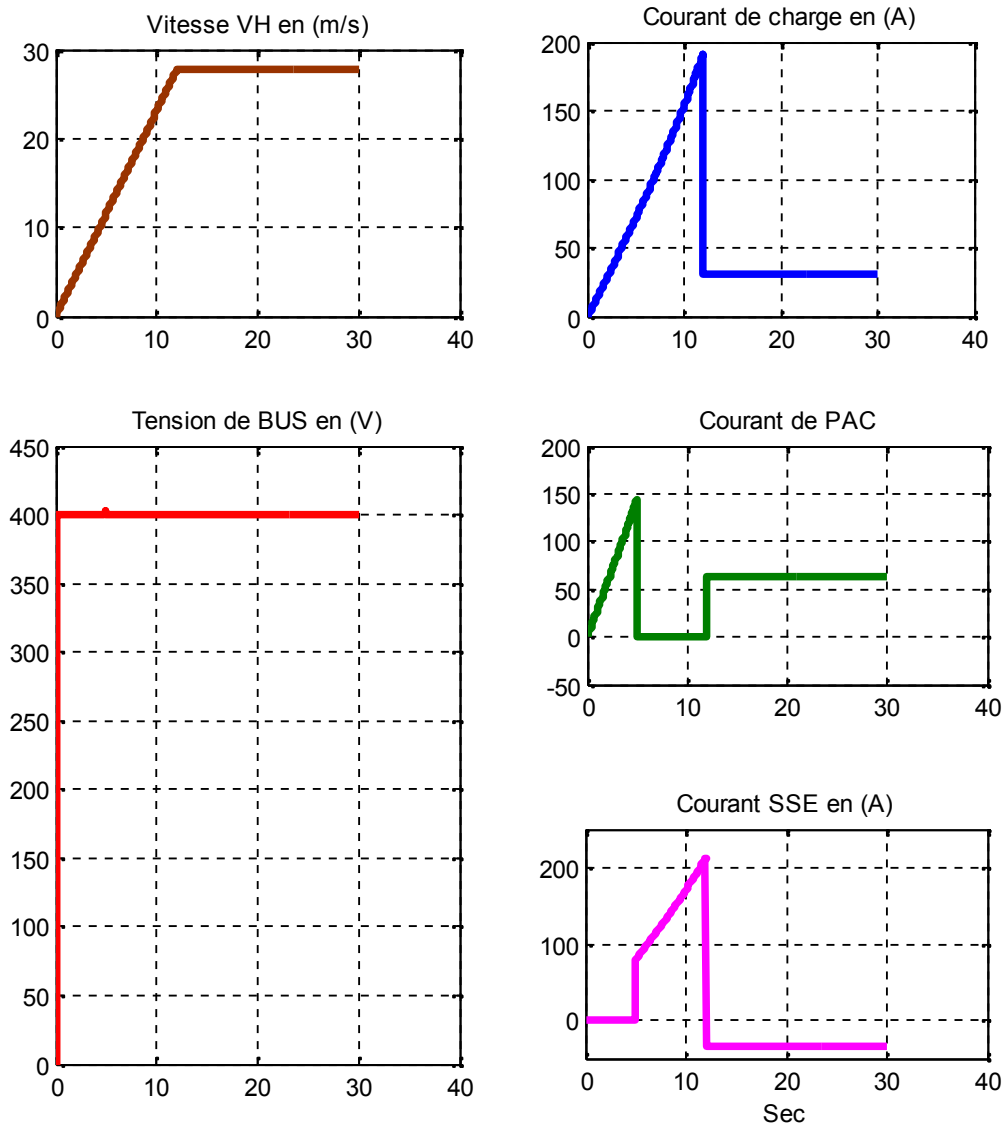 Vitesse VH en (m/s)
30
20
10
0
0 10 20 30 40
Courant de charge en (A)
200
150
100
50
0
0 10 20 30 40
Tension de BUS en (V)
450
400
350
300
250
200
150
100
50
0
0 10 20 30 40
Courant de PAC
200
150
100
50
0
-50
0 10 20 30 40
Courant SSE en (A)
200
100
0
0 10 20 30 40
Sec